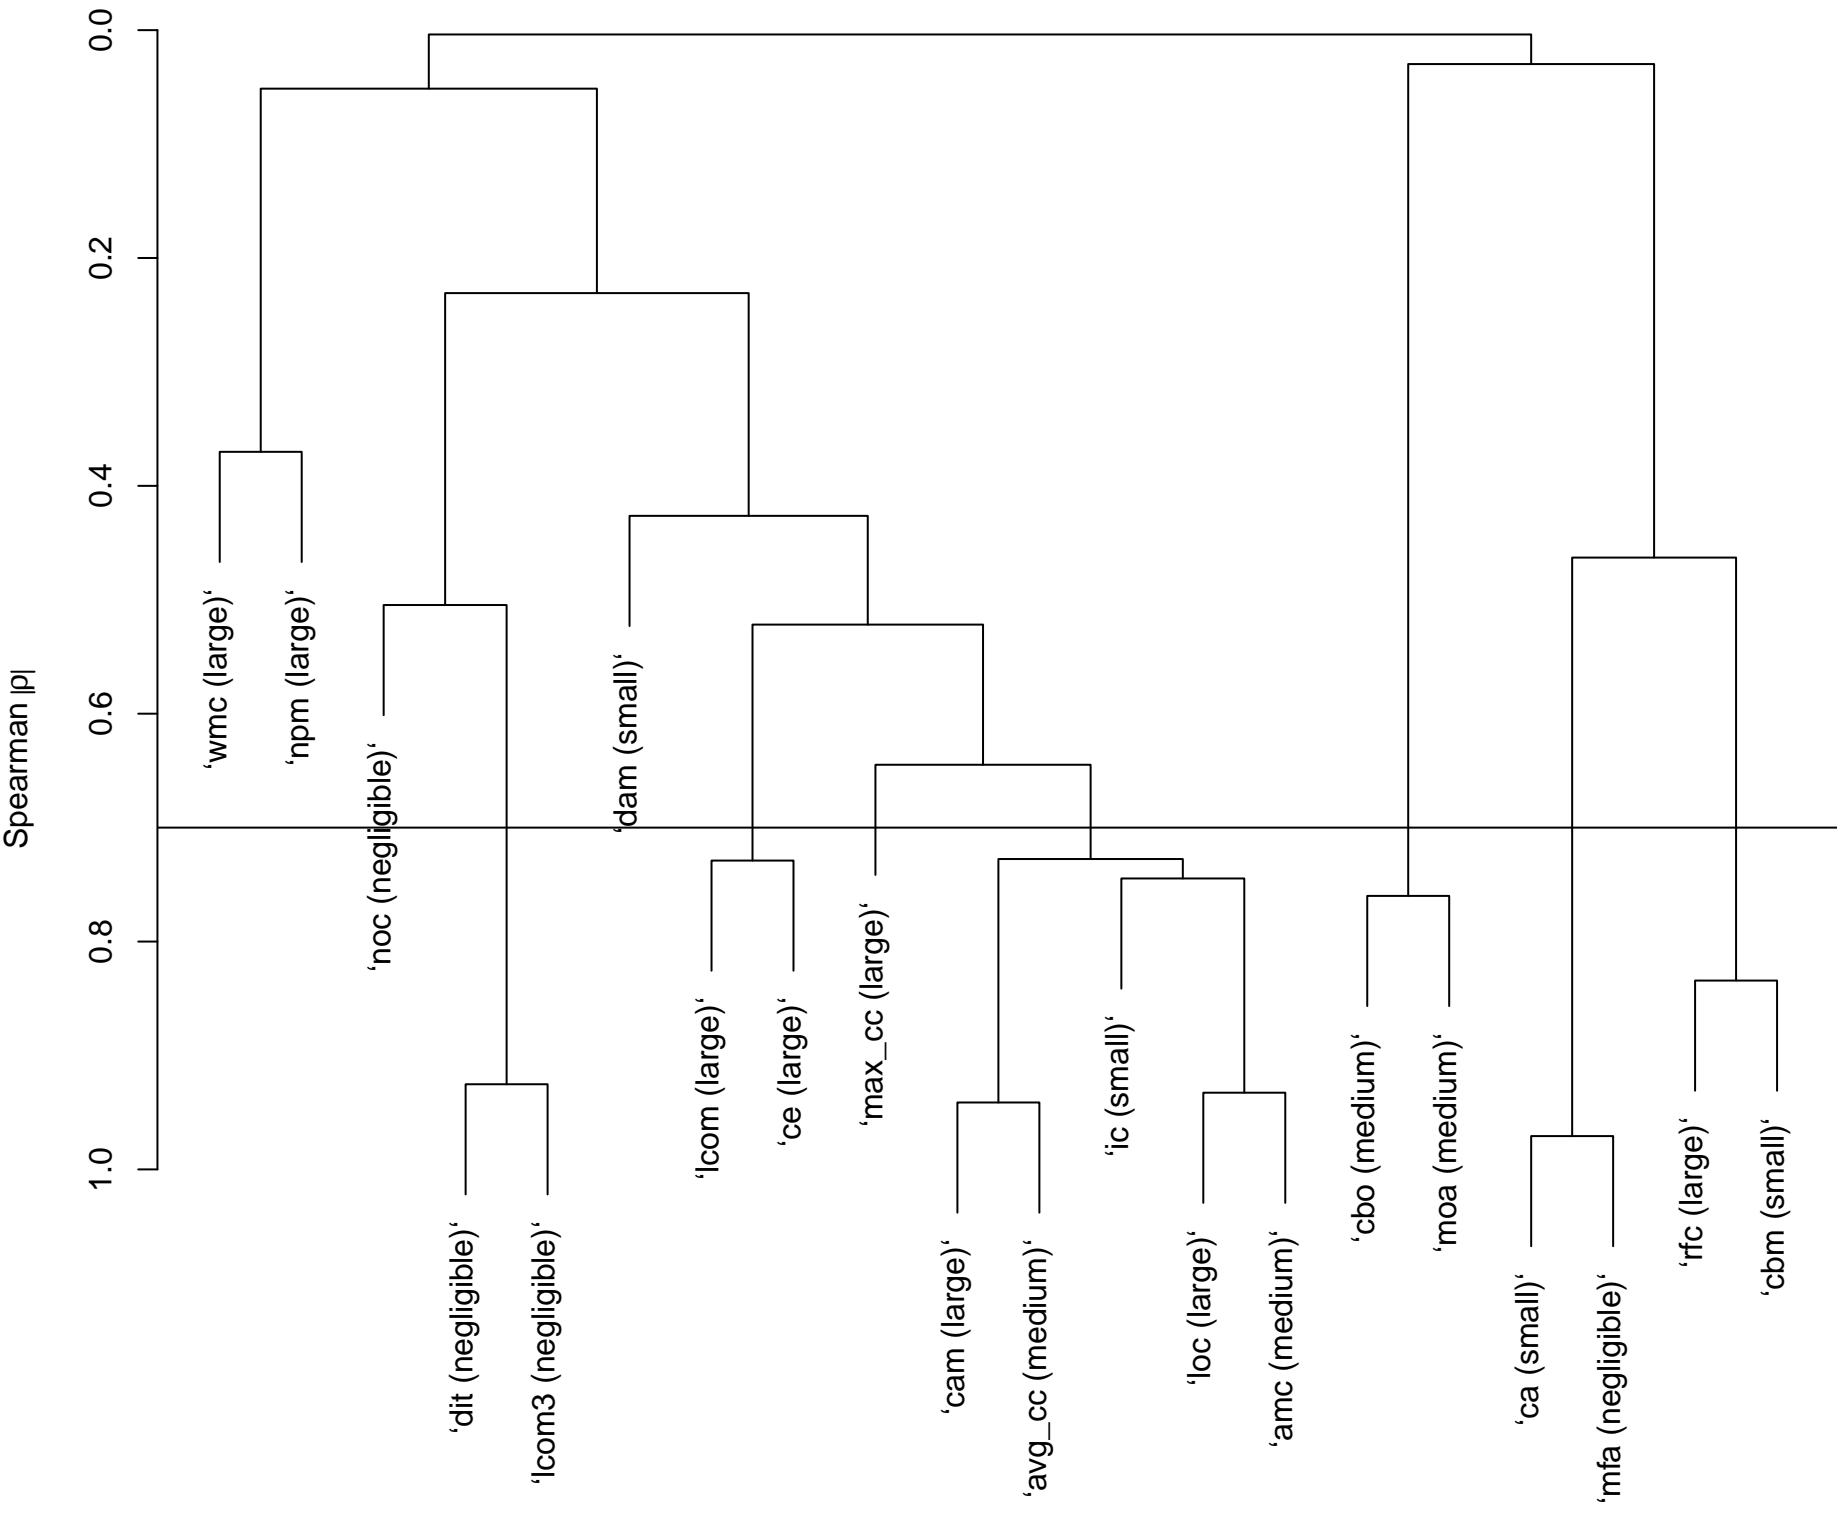 Spearman |ρ|
0.0
0.2
0.4
0.6
0.8
1.0
‘wmc (large)‘
‘npm (large)‘
‘noc (negligible)‘
‘dit (negligible)‘
‘lcom3 (negligible)‘
‘dam (small)‘
‘lcom (large)‘
‘ce (large)‘
‘max_cc (large)‘
‘cam (large)‘
‘avg_cc (medium)‘
‘ic (small)‘
‘loc (large)‘
‘amc (medium)‘
‘cbo (medium)‘
‘moa (medium)‘
‘ca (small)‘
‘mfa (negligible)‘
‘rfc (large)‘
‘cbm (small)‘